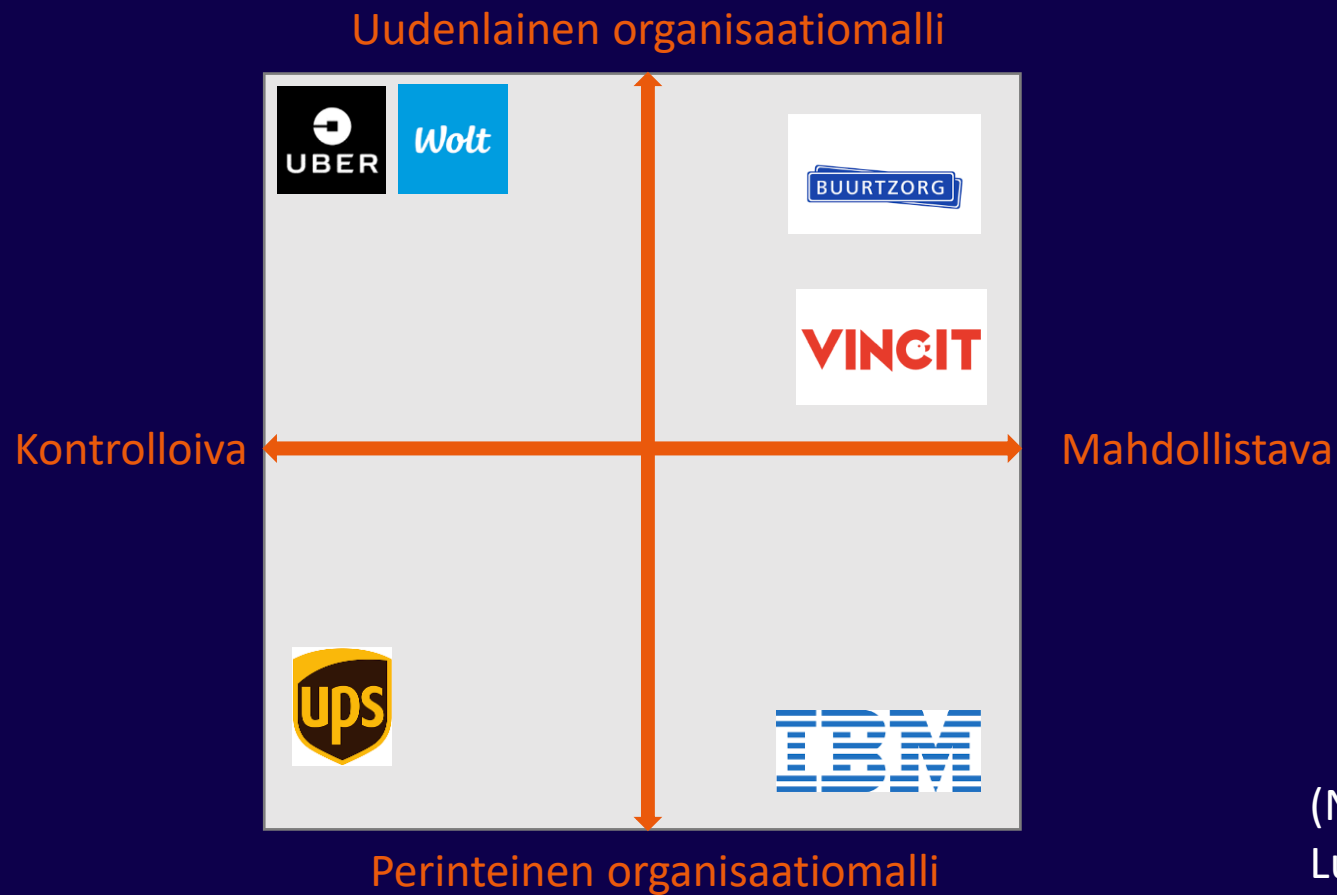 Uudenlainen organisaatiomalli
UBER
Wolt
BUURTZORG
VINCIT
Kontrolloiva
Mahdollistava
ups
IBM
Perinteinen organisaatiomalli